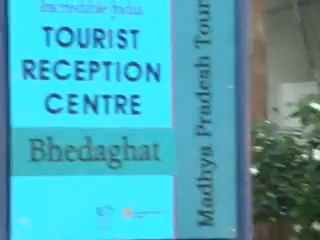 Incredible India
TOURIST
RECEPTION
CENTRE
Bhedaghat
Madhya Pradesh Tour